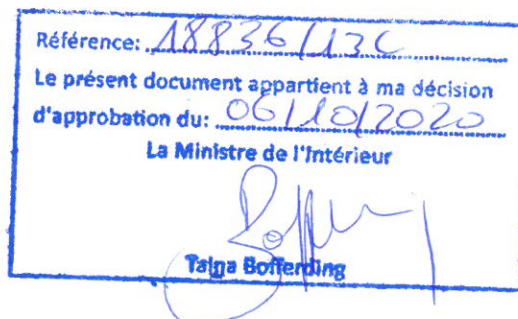 Référence: 18836/13C
Le présent document appartient à ma décision
d'approbation du: 06/10/2020
La Ministre de l'Intérieur
Taina Bofferding